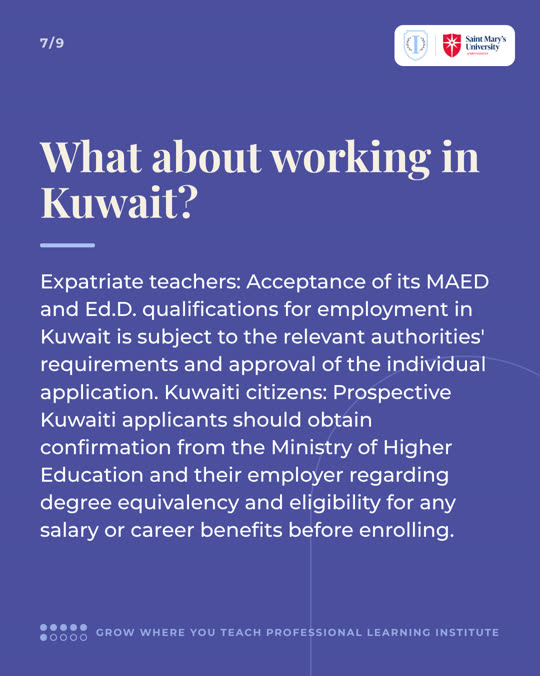 7/9
Saint Mary's
University
What about working in
Kuwait?
Expatriate teachers: Acceptance of its MAED
and Ed.D. qualifications for employment in
Kuwait is subject to the relevant authorities'
requirements and approval of the individual
application. Kuwaiti citizens: Prospective
Kuwaiti applicants should obtain
confirmation from the Ministry of Higher
Education and their employer regarding
degree equivalency and eligibility for any
salary or career benefits before enrolling.
GROW WHERE YOU TEACH PROFESSIONAL LEARNING INSTITUTE